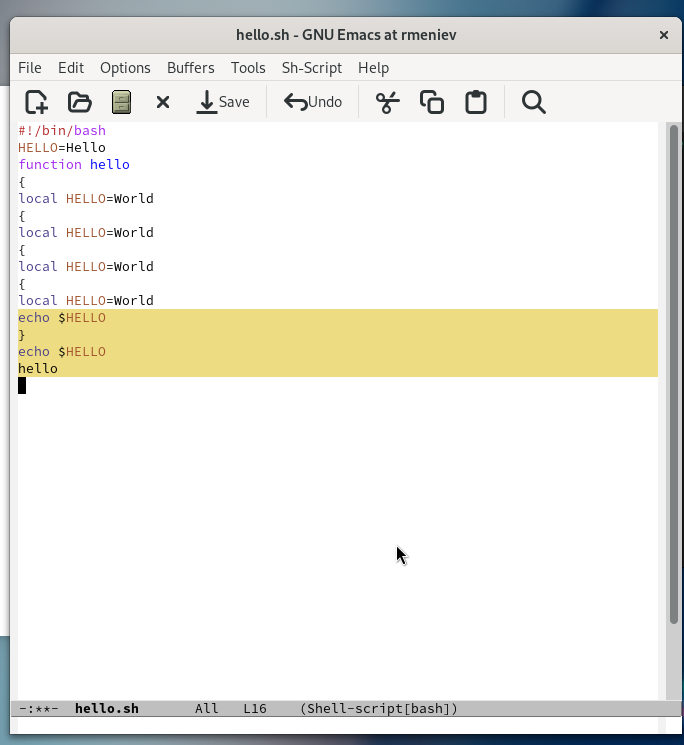 hello.sh - GNU Emacs at rmeniev
File Edit Options Buffers Tools Sh-Script Help
Save Undo
#!/bin/bash
HELLO=Hello
function hello
{
local HELLO=World
{
local HELLO=World
{
local HELLO=World
{
local HELLO=World
echo $HELLO
}
echo $HELLO
hello
-:**- hello.sh All L16 (Shell-script[bash])